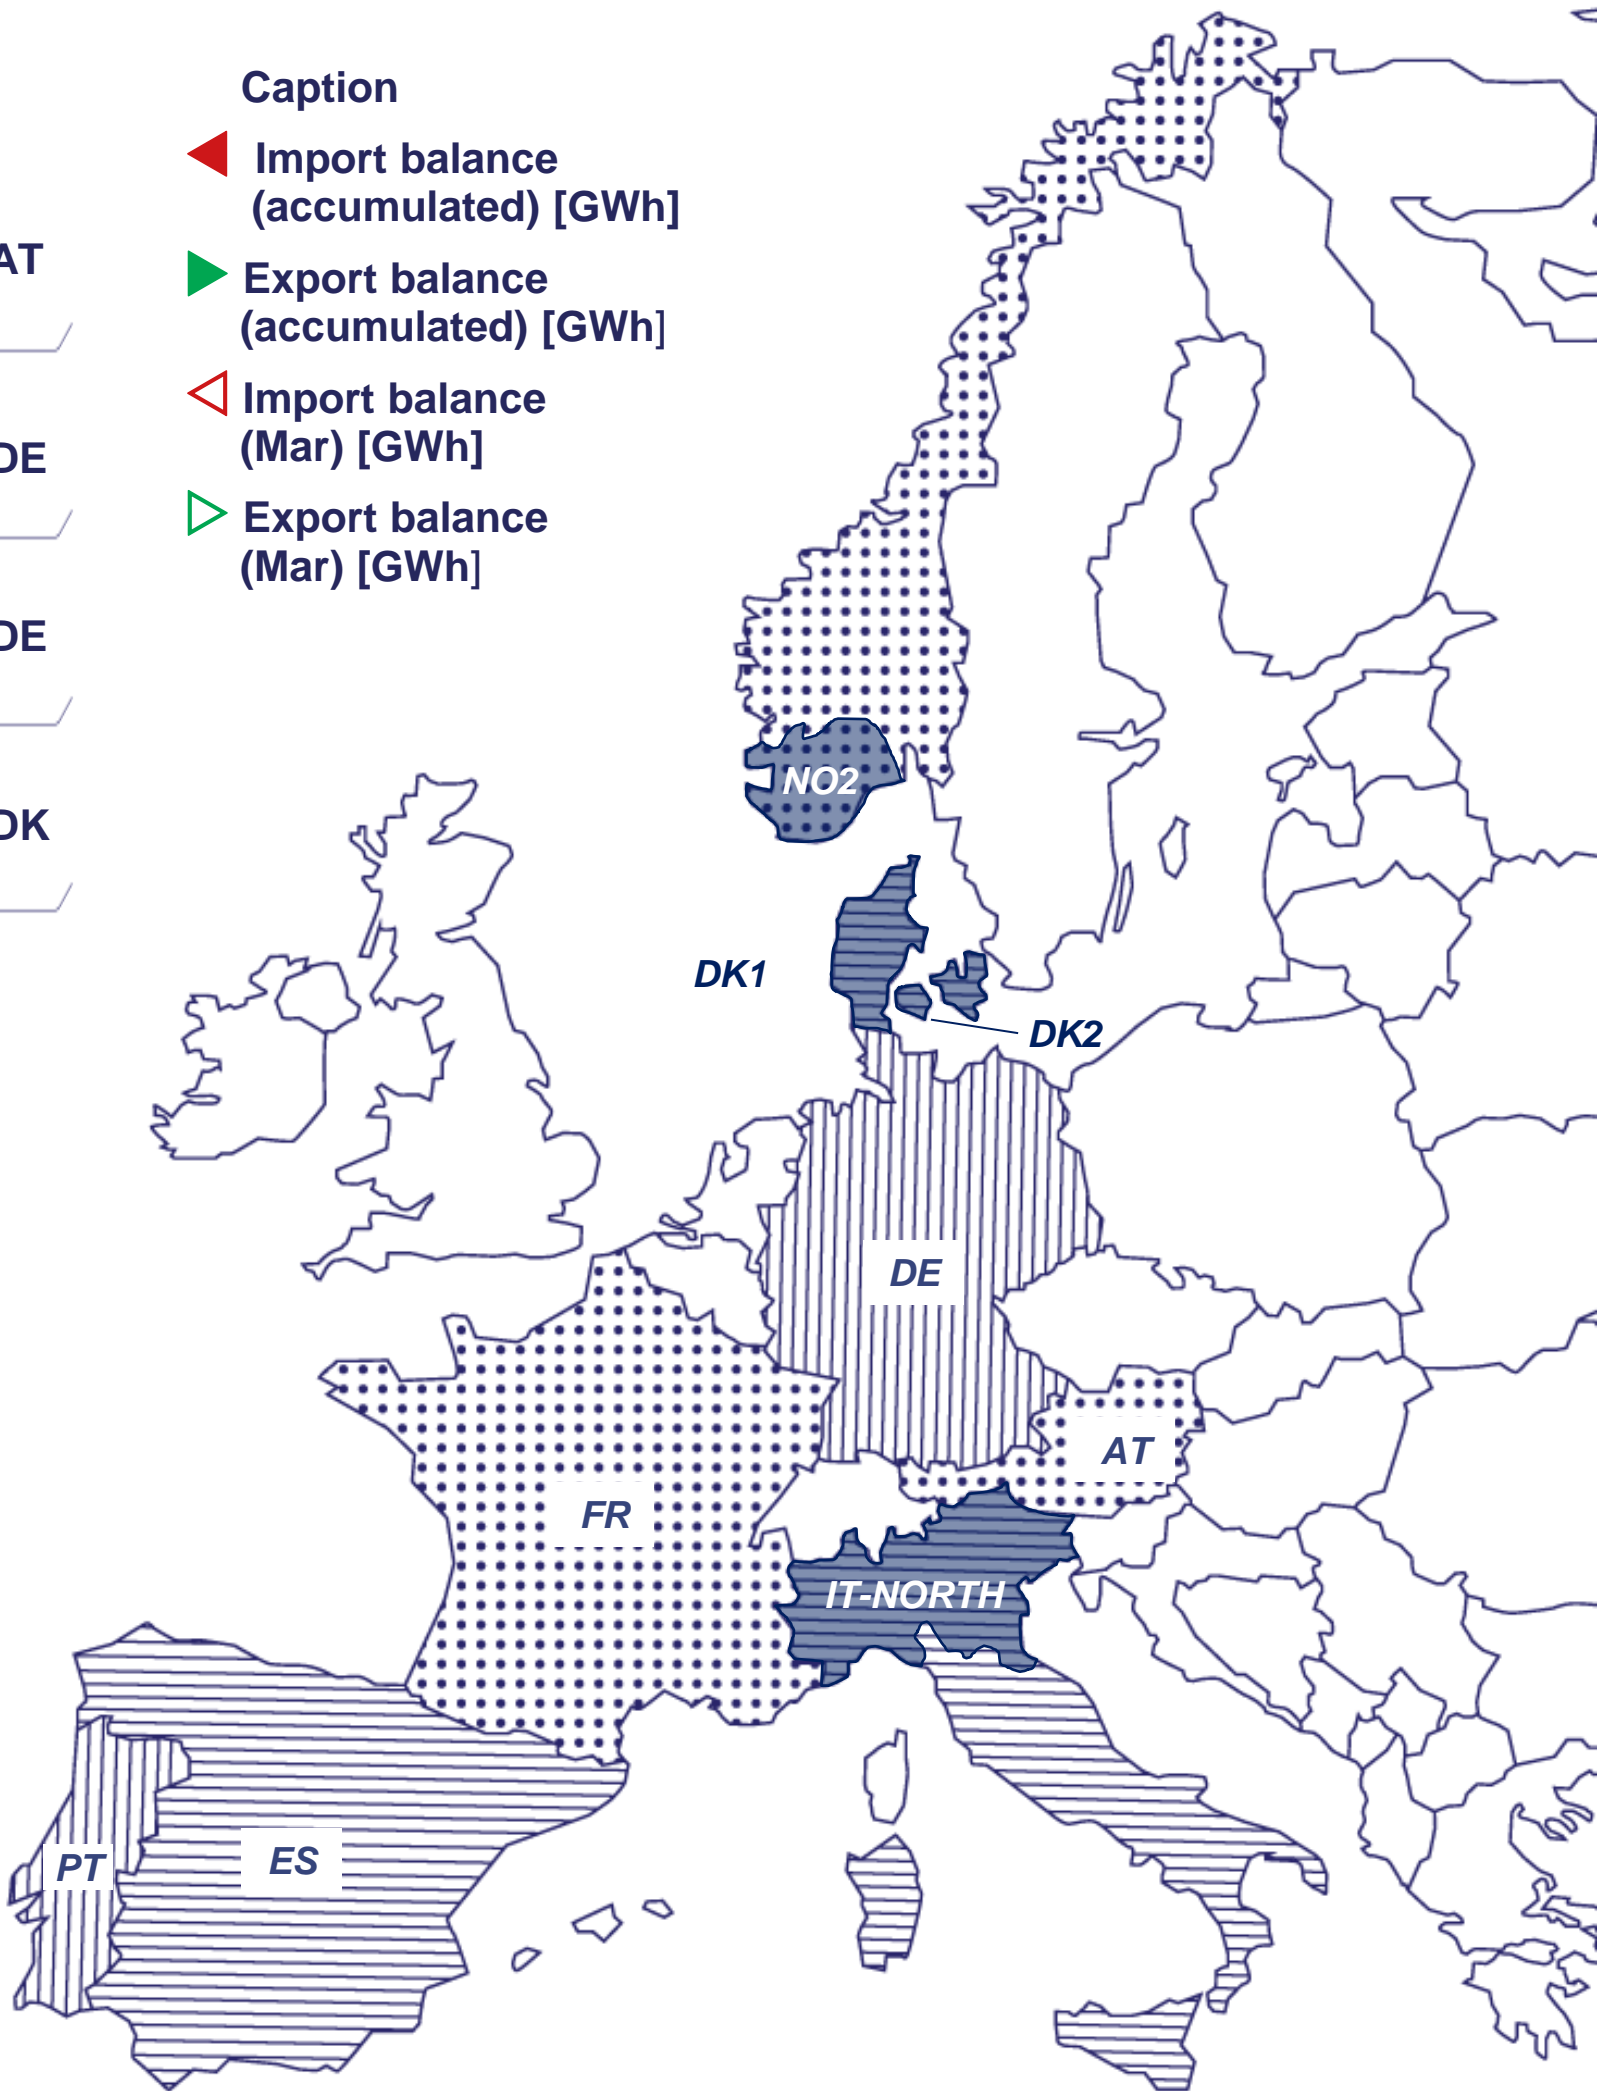 Caption
Import balance
(accumulated) [GWh]
Export balance
(accumulated) [GWh]
Import balance
(Mar) [GWh]
Export balance
(Mar) [GWh]
AT
DE
DE
DK
NO2
DK1
DK2
DE
AT
FR
IT-NORTH
PT
ES